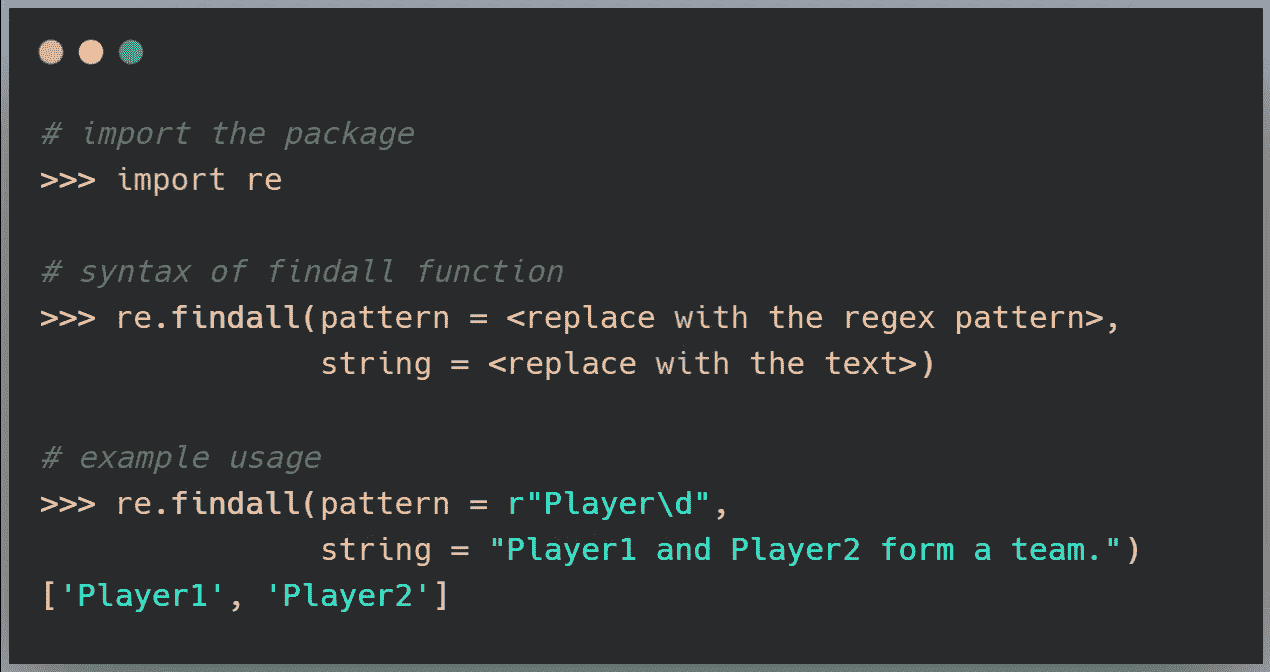 # import the package
>>> import re
# syntax of findall function
>>> re.findall(pattern = <replace with the regex pattern>,
string = <replace with the text>)
# example usage
>>> re.findall(pattern = r"Player\d",
string = "Player1 and Player2 form a team.")
['Player1', 'Player2']